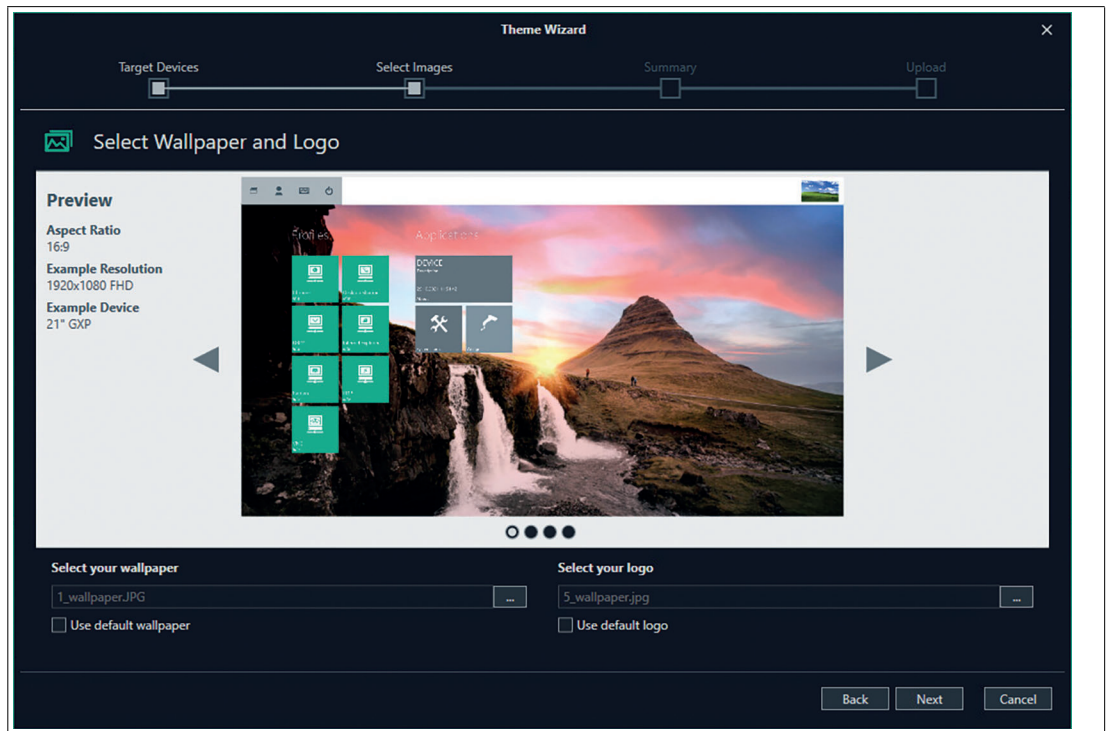 Theme Wizard
Target Devices
Select Images
Summary
Upload
Select Wallpaper and Logo
Preview
Aspect Ratio
16:9
Example Resolution
1920x1080 FHD
Example Device
21" GXP
Profiles
Applications
DEVICE
Select your wallpaper
1_wallpaper.JPG
...
Use default wallpaper
Select your logo
5_wallpaper.jpg
...
Use default logo
Back
Next
Cancel